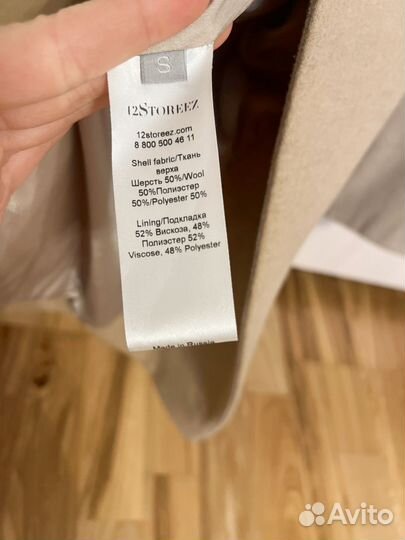 S
12STOREEZ
12storeez.com
8 800 500 46 11
Shell fabric/Ткань
верха
Шерсть 50%/Wool
50%Полиэстер
50%/Polyester 50%
Lining/Подкладка
52% Вискоза, 48%
Полиэстер 52%
Viscose, 48% Polyester
Made in Russia
Avito